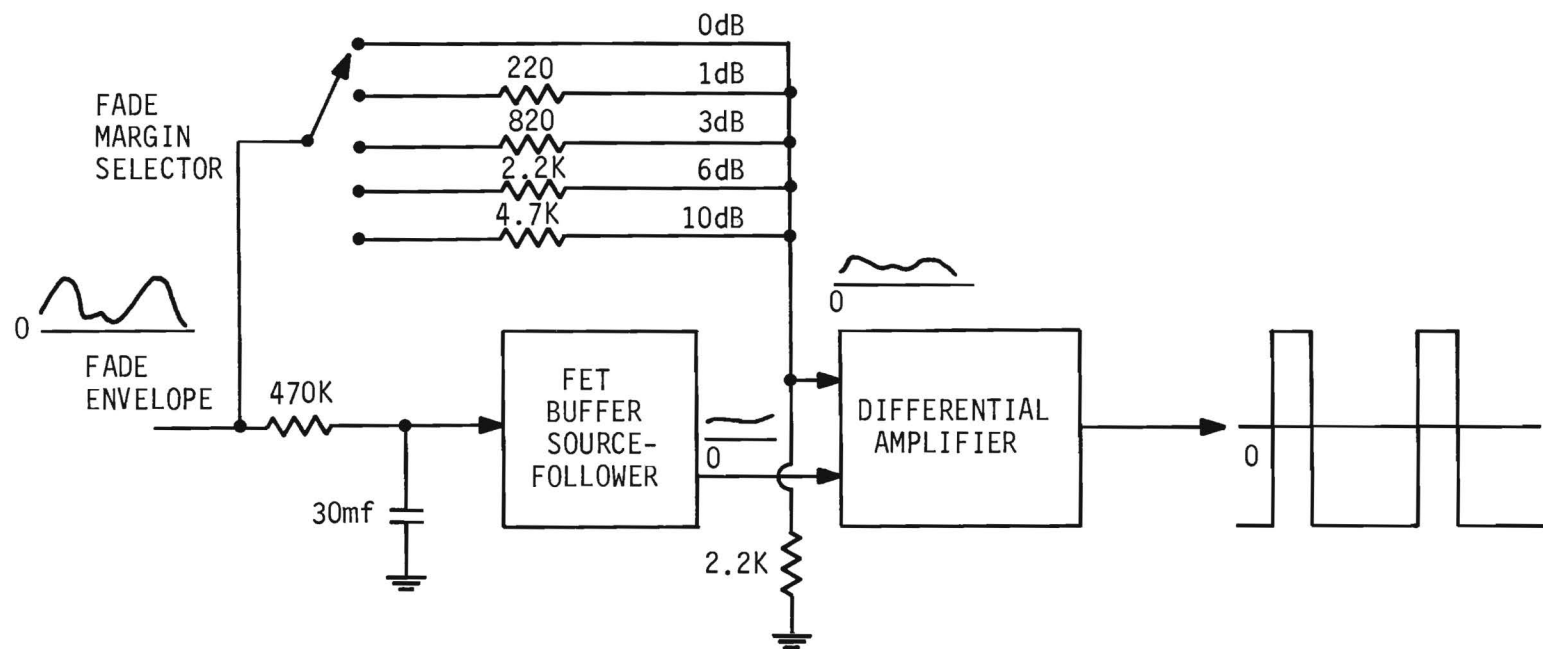 0dB
220
1dB
FADE
MARGIN
SELECTOR
820
3dB
2.2K
6dB
4.7K
10dB
0
FADE
ENVELOPE
470K
30mf
FET
BUFFER
SOURCE-
FOLLOWER
0
0
DIFFERENTIAL
AMPLIFIER
2.2K
0